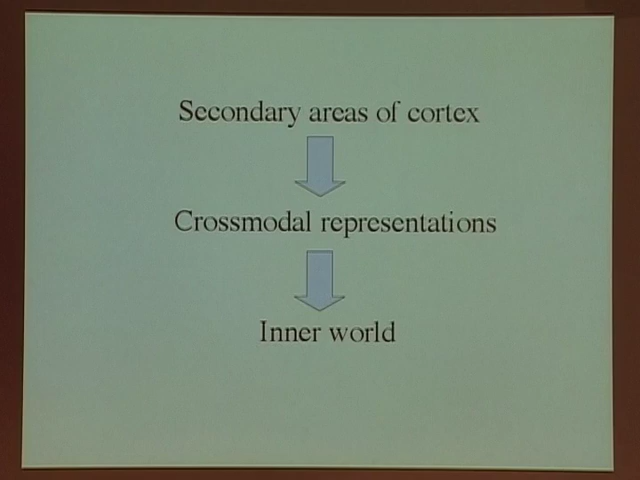 Secondary areas of cortex
Crossmodal representations
Inner world